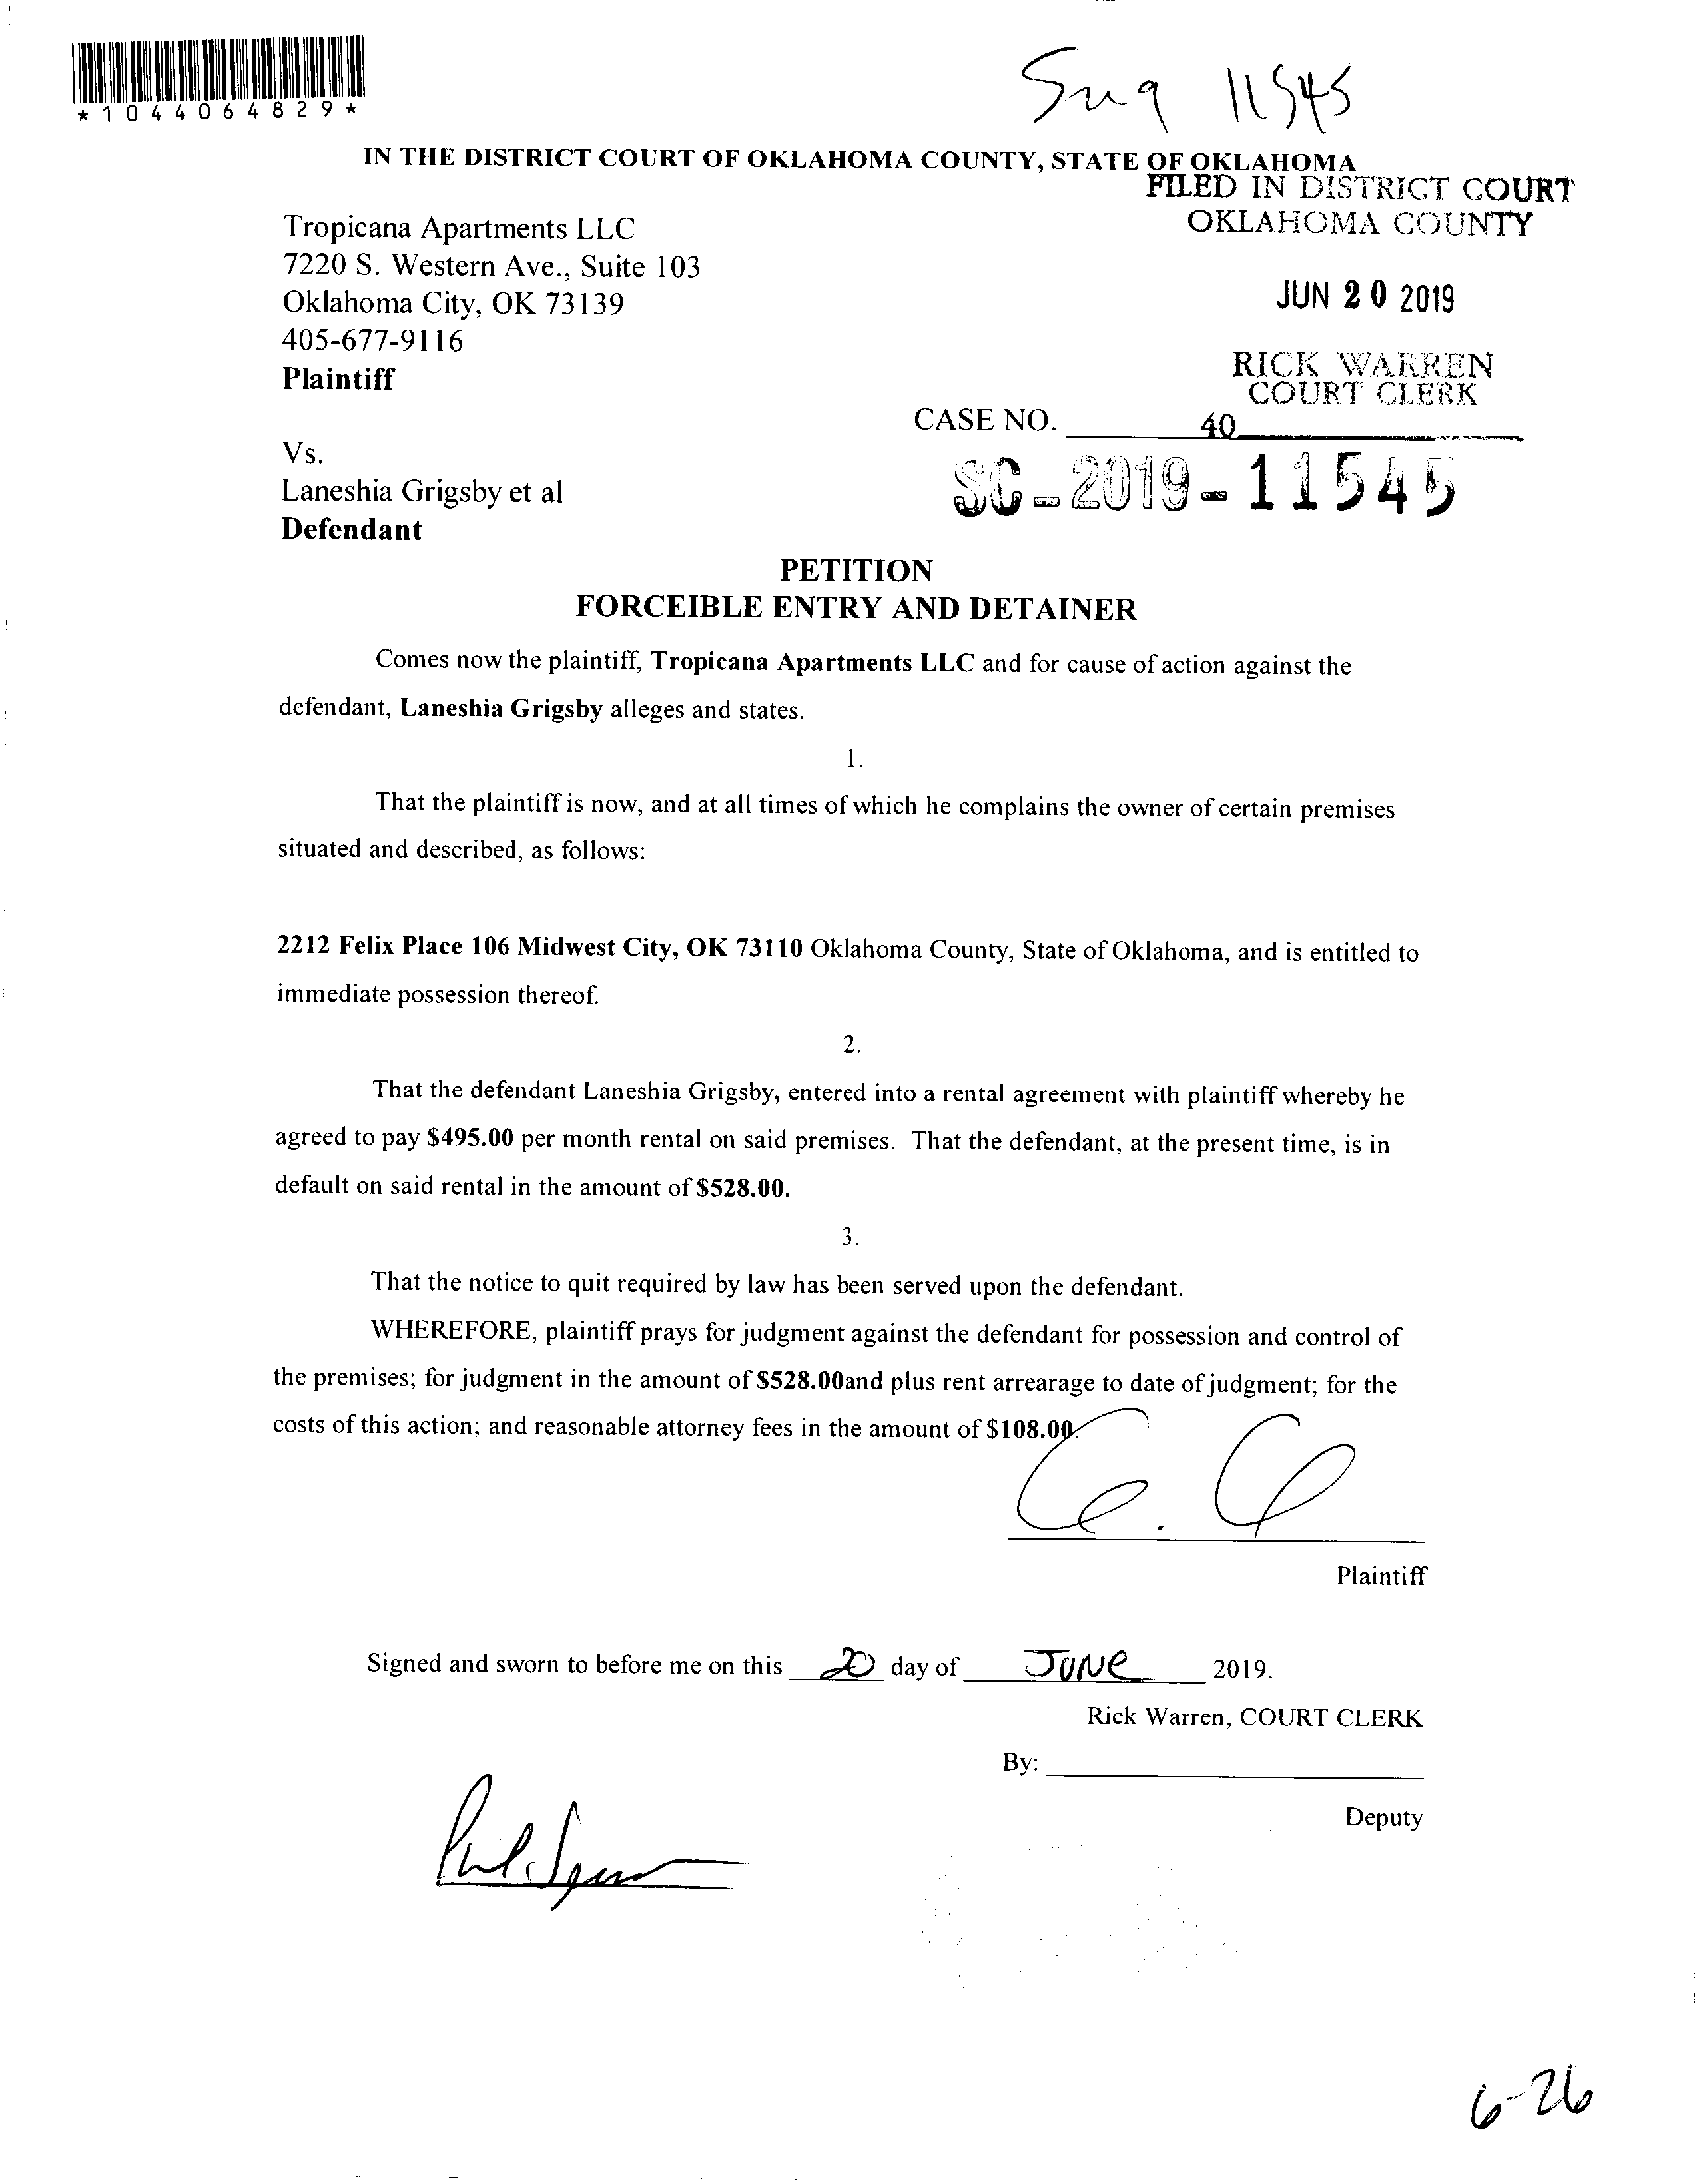 *1044064829*
11545
IN THE DISTRICT COURT OF OKLAHOMA COUNTY, STATE OF OKLAHOMA
FILED IN DISTRICT COURT
OKLAHOMA COUNTY
Tropicana Apartments LLC
7220 S. Western Ave., Suite 103
Oklahoma City, OK 73139
JUN 20 2019
405-677-9116
Plaintiff
RICK WARREN
COURT CLERK
CASE NO.
40
Vs.
SC-2019-11545
Laneshia Grigsby et al
Defendant
PETITION
FORCEIBLE ENTRY AND DETAINER
Comes now the plaintiff, Tropicana Apartments LLC and for cause of action against the
defendant, Laneshia Grigsby alleges and states.
1.
That the plaintiff is now, and at all times of which he complains the owner of certain premises
situated and described, as follows:
2212 Felix Place 106 Midwest City, OK 73110 Oklahoma County, State of Oklahoma, and is entitled to
immediate possession thereof.
2.
That the defendant Laneshia Grigsby, entered into a rental agreement with plaintiff whereby he
agreed to pay $495.00 per month rental on said premises. That the defendant, at the present time, is in
default on said rental in the amount of $528.00.
3.
That the notice to quit required by law has been served upon the defendant.
WHEREFORE, plaintiff prays for judgment against the defendant for possession and control of
the premises; for judgment in the amount of $528.00and plus rent arrearage to date of judgment; for the
costs of this action; and reasonable attorney fees in the amount of $108.00.
Plaintiff
Signed and sworn to before me on this 20 day of JUNE 2019.
Rick Warren, COURT CLERK
By:
Deputy
6-26